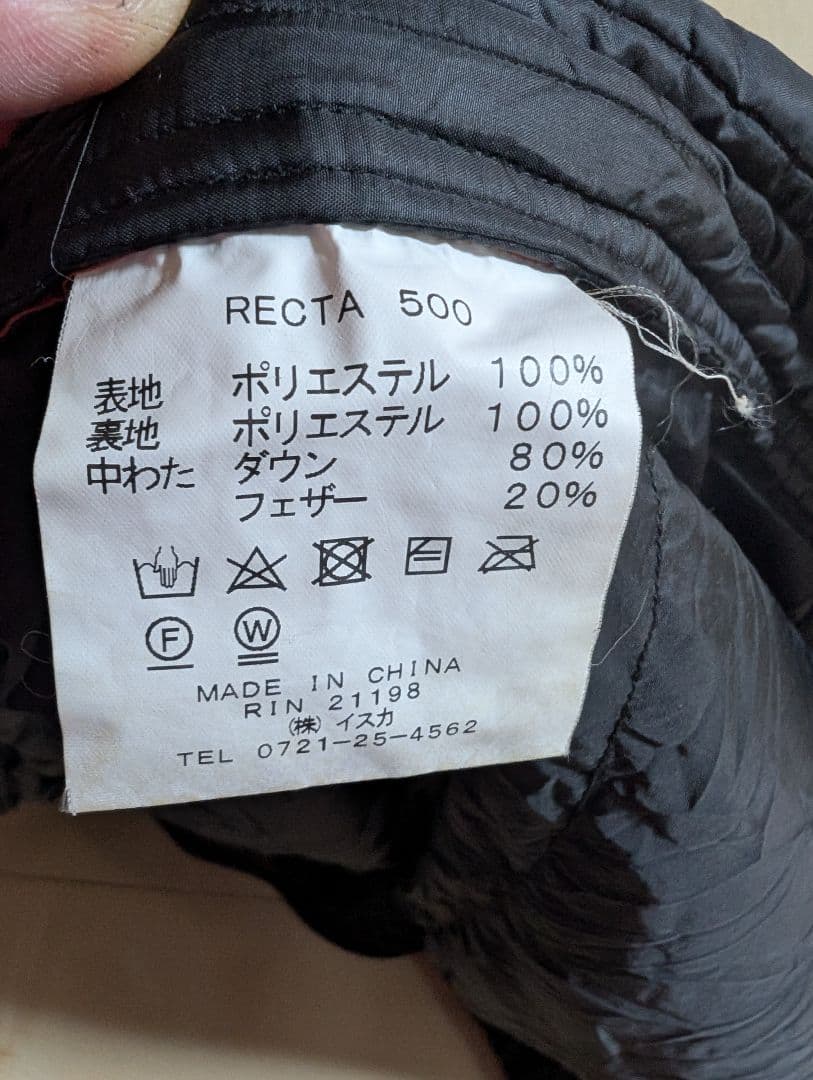 RECTA 500
表地 ポリエステル 100%
裏地 ポリエステル 100%
中わた ダウン 80%
フェザー 20%
F W
MADE IN CHINA
RIN 21198
(株)イスカ
TEL 0721-25-4562